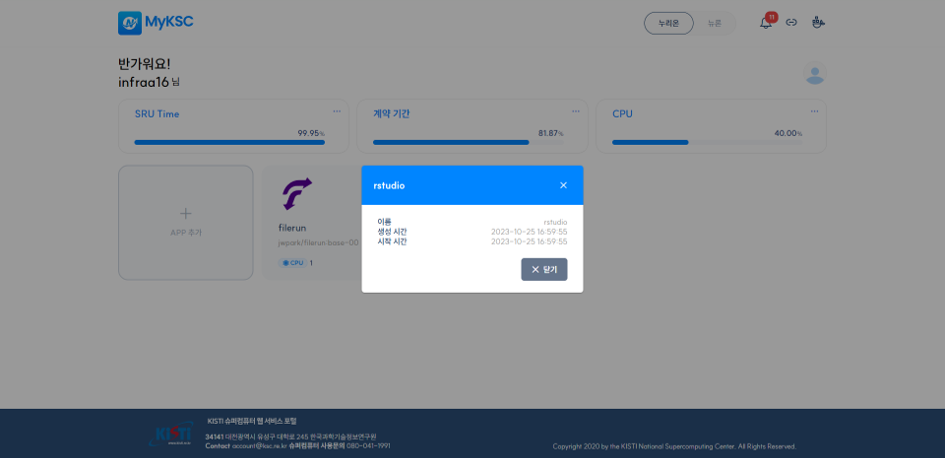 MyKSC
누리온
뉴론
11
반가워요!
infraq16 님
SRU Time
99.95%
계약 기간
81.87%
CPU
40.00%
APP 추가
filerun
jwpark/filerun:base-00
CPU 1
rstudio
이름 rstudio
생성 시간 2023-10-25 16:59:55
시작 시간 2023-10-25 16:59:55
닫기
KISTI
KISTI 슈퍼컴퓨터 웹 서비스 포털
34141 대전광역시 유성구 대학로 245 한국과학기술정보연구원
Contact account@ksc.re.kr 슈퍼컴퓨터 사용문의 080-041-1991
Copyright 2020 by the KISTI National Supercomputing Center. All Rights Reserved.